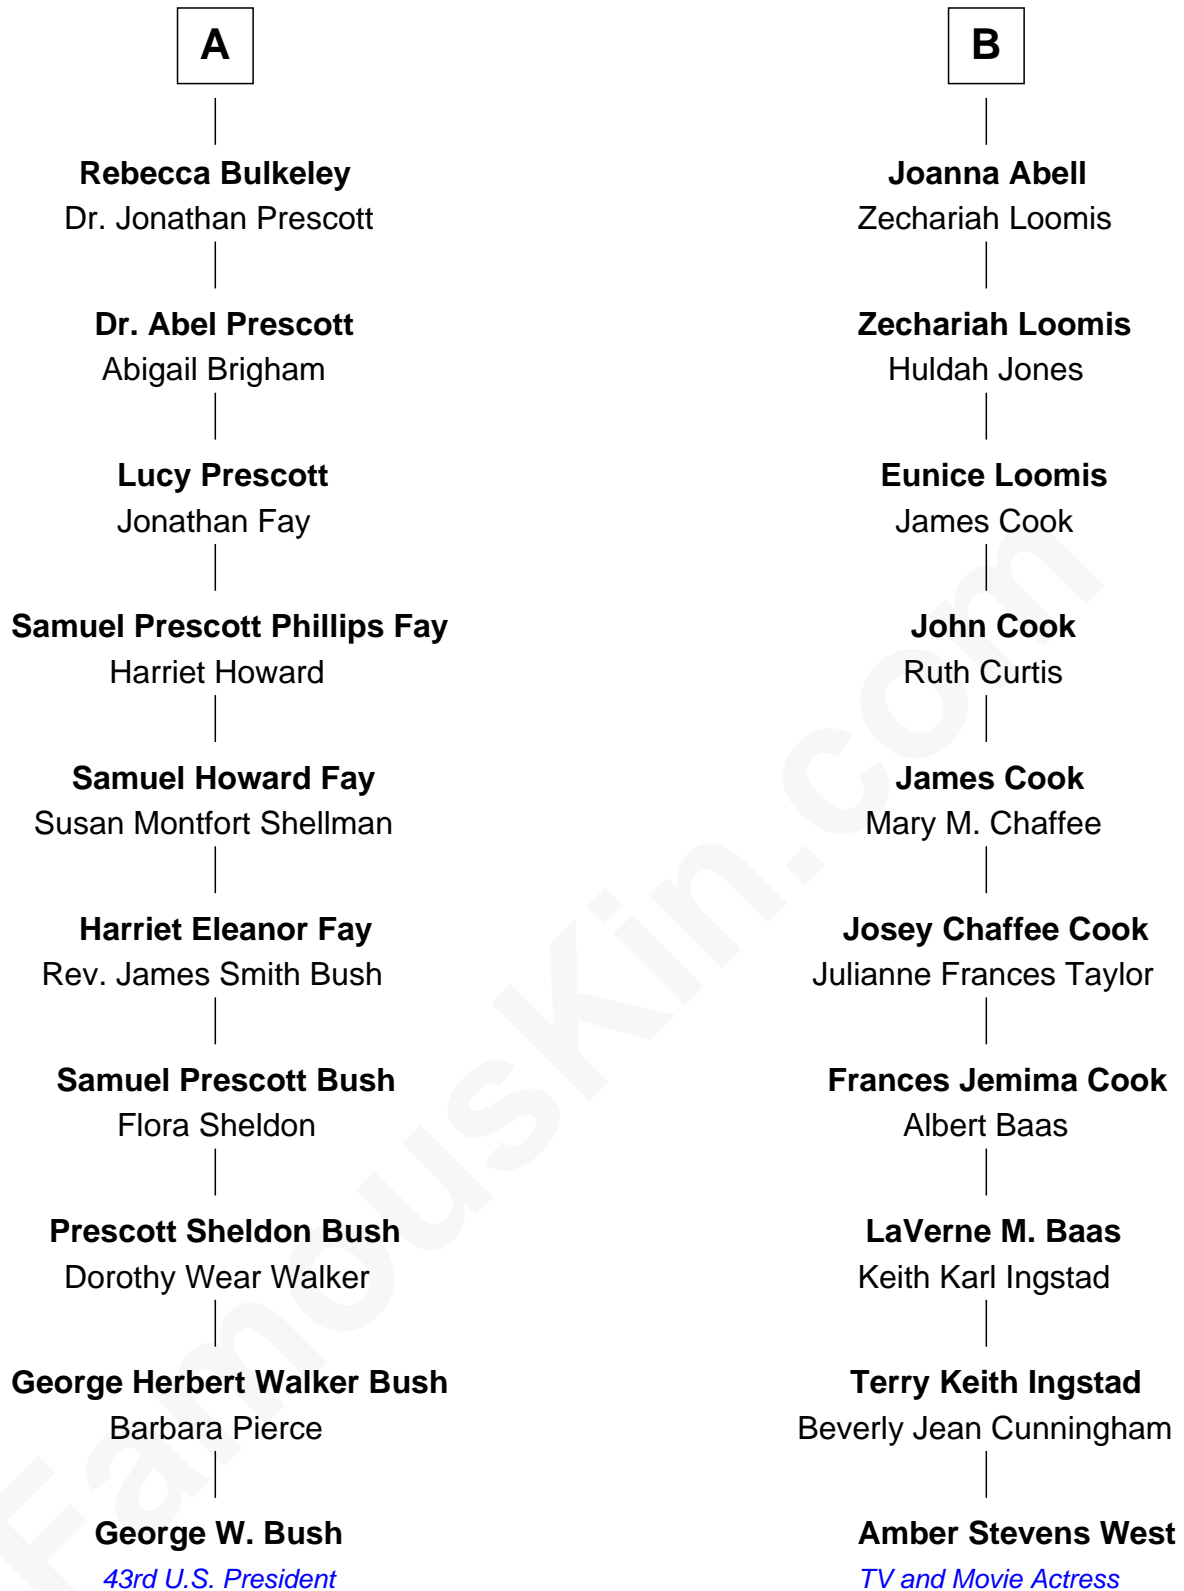 A
Rebecca Bulkeley
Dr. Jonathan Prescott
Dr. Abel Prescott
Abigail Brigham
Lucy Prescott
Jonathan Fay
Samuel Prescott Phillips Fay
Harriet Howard
Samuel Howard Fay
Susan Montfort Shellman
Harriet Eleanor Fay
Rev. James Smith Bush
Samuel Prescott Bush
Flora Sheldon
Prescott Sheldon Bush
Dorothy Wear Walker
George Herbert Walker Bush
Barbara Pierce
George W. Bush
43rd U.S. President
B
Joanna Abell
Zechariah Loomis
Zechariah Loomis
Huldah Jones
Eunice Loomis
James Cook
John Cook
Ruth Curtis
James Cook
Mary M. Chaffee
Josey Chaffee Cook
Julianne Frances Taylor
Frances Jemima Cook
Albert Baas
LaVerne M. Baas
Keith Karl Ingstad
Terry Keith Ingstad
Beverly Jean Cunningham
Amber Stevens West
TV and Movie Actress
FamousKin.com